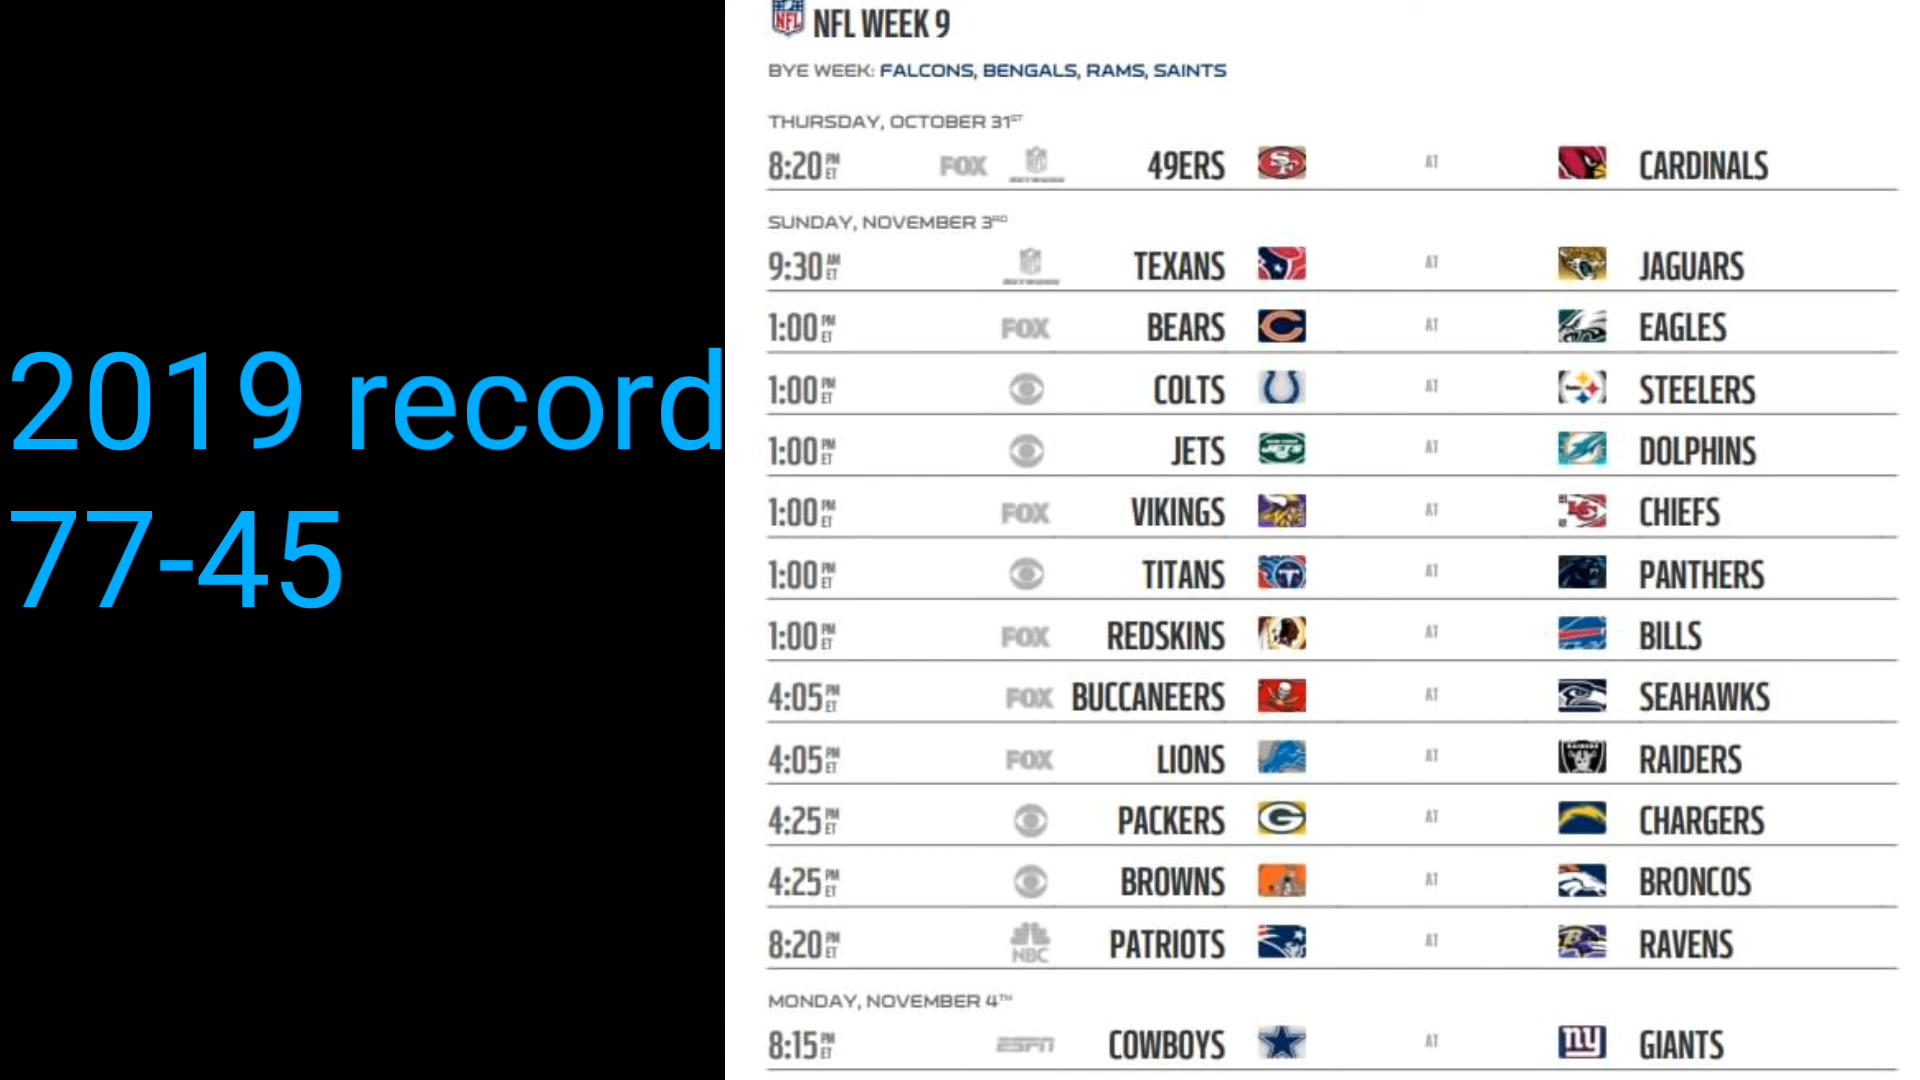 2019 record
77-45
NFL NFL WEEK 9
BYE WEEK: FALCONS, BENGALS, RAMS, SAINTS
THURSDAY, OCTOBER 31ST
8:20 PM ET FOX 49ERS AT CARDINALS
SUNDAY, NOVEMBER 3RD
9:30 AM ET TEXANS AT JAGUARS
1:00 PM ET FOX BEARS AT EAGLES
1:00 PM ET COLTS AT STEELERS
1:00 PM ET JETS AT DOLPHINS
1:00 PM ET FOX VIKINGS AT CHIEFS
1:00 PM ET TITANS AT PANTHERS
1:00 PM ET FOX REDSKINS AT BILLS
4:05 PM ET FOX BUCCANEERS AT SEAHAWKS
4:05 PM ET FOX LIONS AT RAIDERS
4:25 PM ET PACKERS G AT CHARGERS
4:25 PM ET BROWNS AT BRONCOS
8:20 PM ET NBC PATRIOTS AT RAVENS
MONDAY, NOVEMBER 4TH
8:15 PM ET ESPN COWBOYS AT ny GIANTS